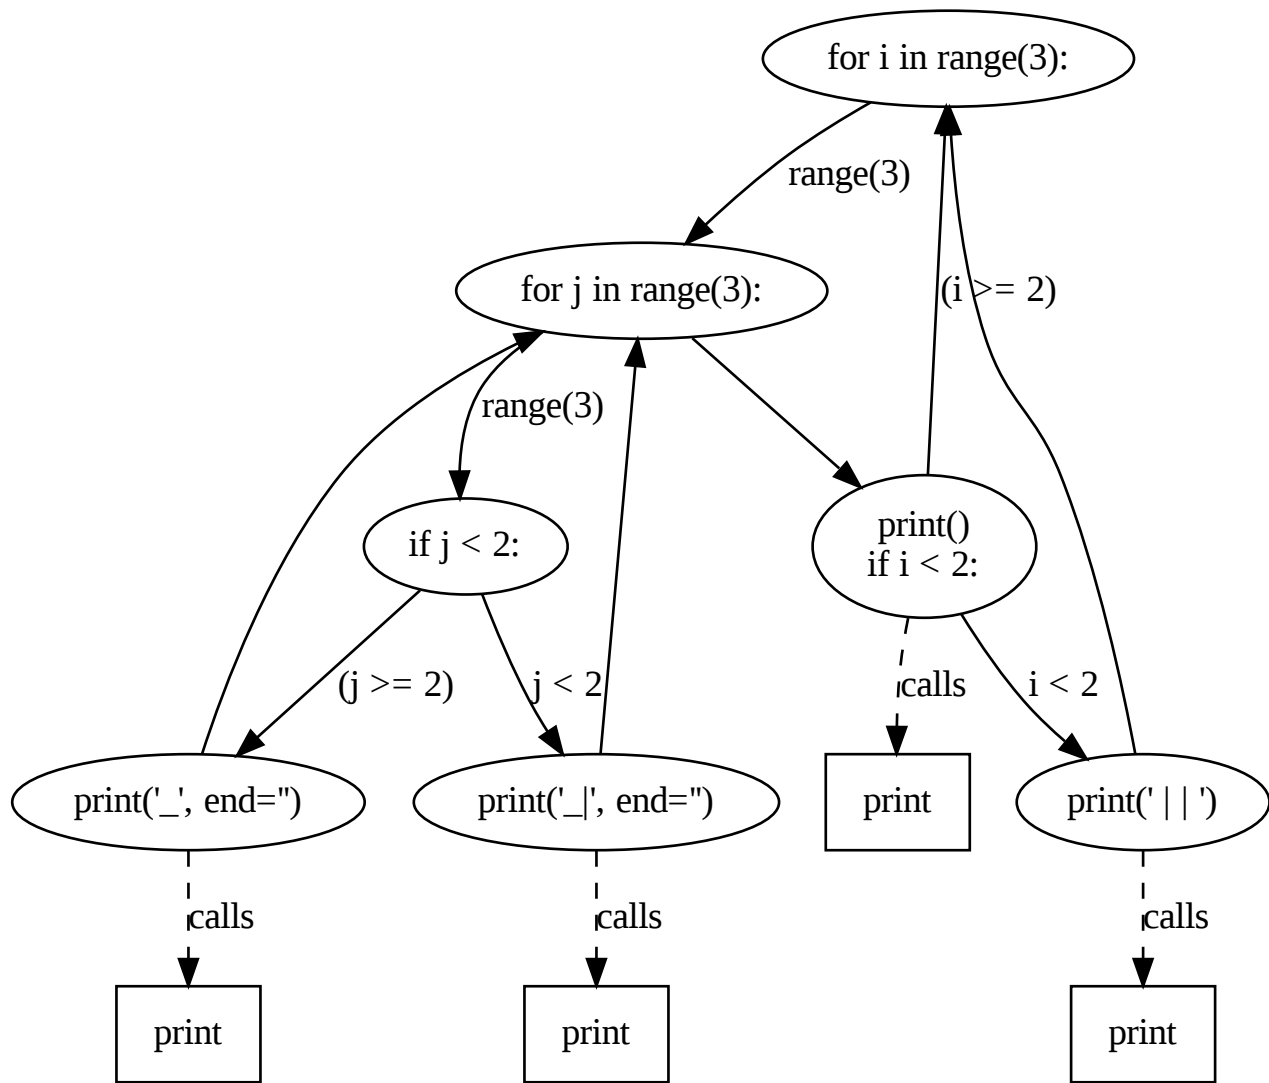 for i in range(3):
range(3)
for j in range(3):
(i >= 2)
range(3)
print()
if i < 2:
if j < 2:
(j >= 2)
j < 2
calls
i < 2
print('_', end='')
print('_|', end='')
print
print(' | | ')
calls
calls
calls
print
print
print